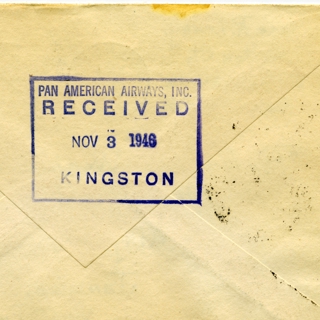 PAN AMERICAN AIRWAYS, INC.
RECEIVED
NOV 3 1946
KINGSTON